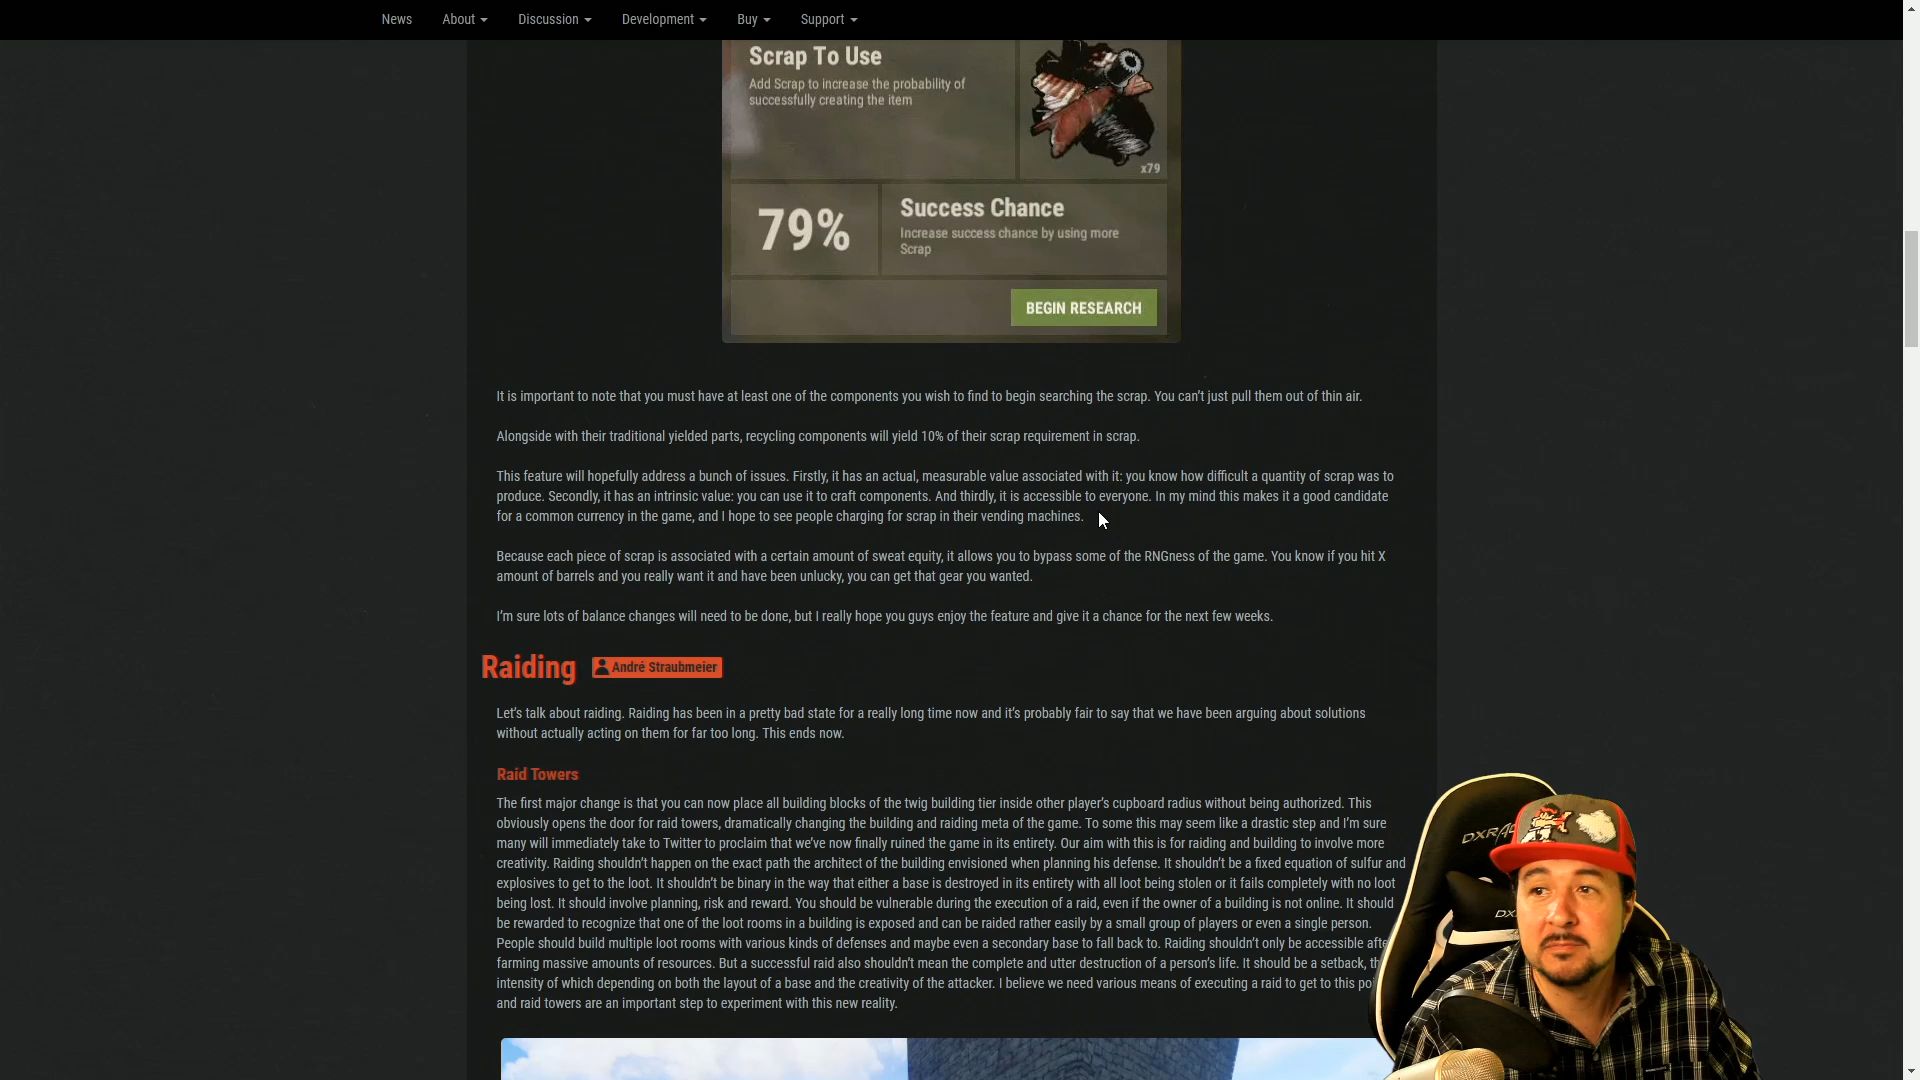 News About Discussion Development Buy Support
Scrap To Use
Add Scrap to increase the probability of
successfully creating the item
x79
79%
Success Chance
Increase success chance by using more
Scrap
BEGIN RESEARCH
It is important to note that you must have at least one of the components you wish to find to begin searching the scrap. You can't just pull them out of thin air.
Alongside with their traditional yielded parts, recycling components will yield 10% of their scrap requirement in scrap.
This feature will hopefully address a bunch of issues. Firstly, it has an actual, measurable value associated with it: you know how difficult a quantity of scrap was to
produce. Secondly, it has an intrinsic value: you can use it to craft components. And thirdly, it is accessible to everyone. In my mind this makes it a good candidate
for a common currency in the game, and I hope to see people charging for scrap in their vending machines.
Because each piece of scrap is associated with a certain amount of sweat equity, it allows you to bypass some of the RNGness of the game. You know if you hit X
amount of barrels and you really want it and have been unlucky, you can get that gear you wanted.
I'm sure lots of balance changes will need to be done, but I really hope you guys enjoy the feature and give it a chance for the next few weeks.
Raiding André Straubmeier
Let's talk about raiding. Raiding has been in a pretty bad state for a really long time now and it's probably fair to say that we have been arguing about solutions
without actually acting on them for far too long. This ends now.
Raid Towers
The first major change is that you can now place all building blocks of the twig building tier inside other player's cupboard radius without being authorized. This
obviously opens the door for raid towers, dramatically changing the building and raiding meta of the game. To some this may seem like a drastic step and I'm sure
many will immediately take to Twitter to proclaim that we've now finally ruined the game in its entirety. Our aim with this is for raiding and building to involve more
creativity. Raiding shouldn't happen on the exact path the architect of the building envisioned when planning his defense. It shouldn't be a fixed equation of sulfur and
explosives to get to the loot. It shouldn't be binary in the way that either a base is destroyed in its entirety with all loot being stolen or it fails completely with no loot
being lost. It should involve planning, risk and reward. You should be vulnerable during the execution of a raid, even if the owner of a building is not online. It should
be rewarded to recognize that one of the loot rooms in a building is exposed and can be raided rather easily by a small group of players or even a single person.
People should build multiple loot rooms with various kinds of defenses and maybe even a secondary base to fall back to. Raiding shouldn't only be accessible afte
farming massive amounts of resources. But a successful raid also shouldn't mean the complete and utter destruction of a person's life. It should be a setback, th
intensity of which depending on both the layout of a base and the creativity of the attacker. I believe we need various means of executing a raid to get to this po
and raid towers are an important step to experiment with this new reality.